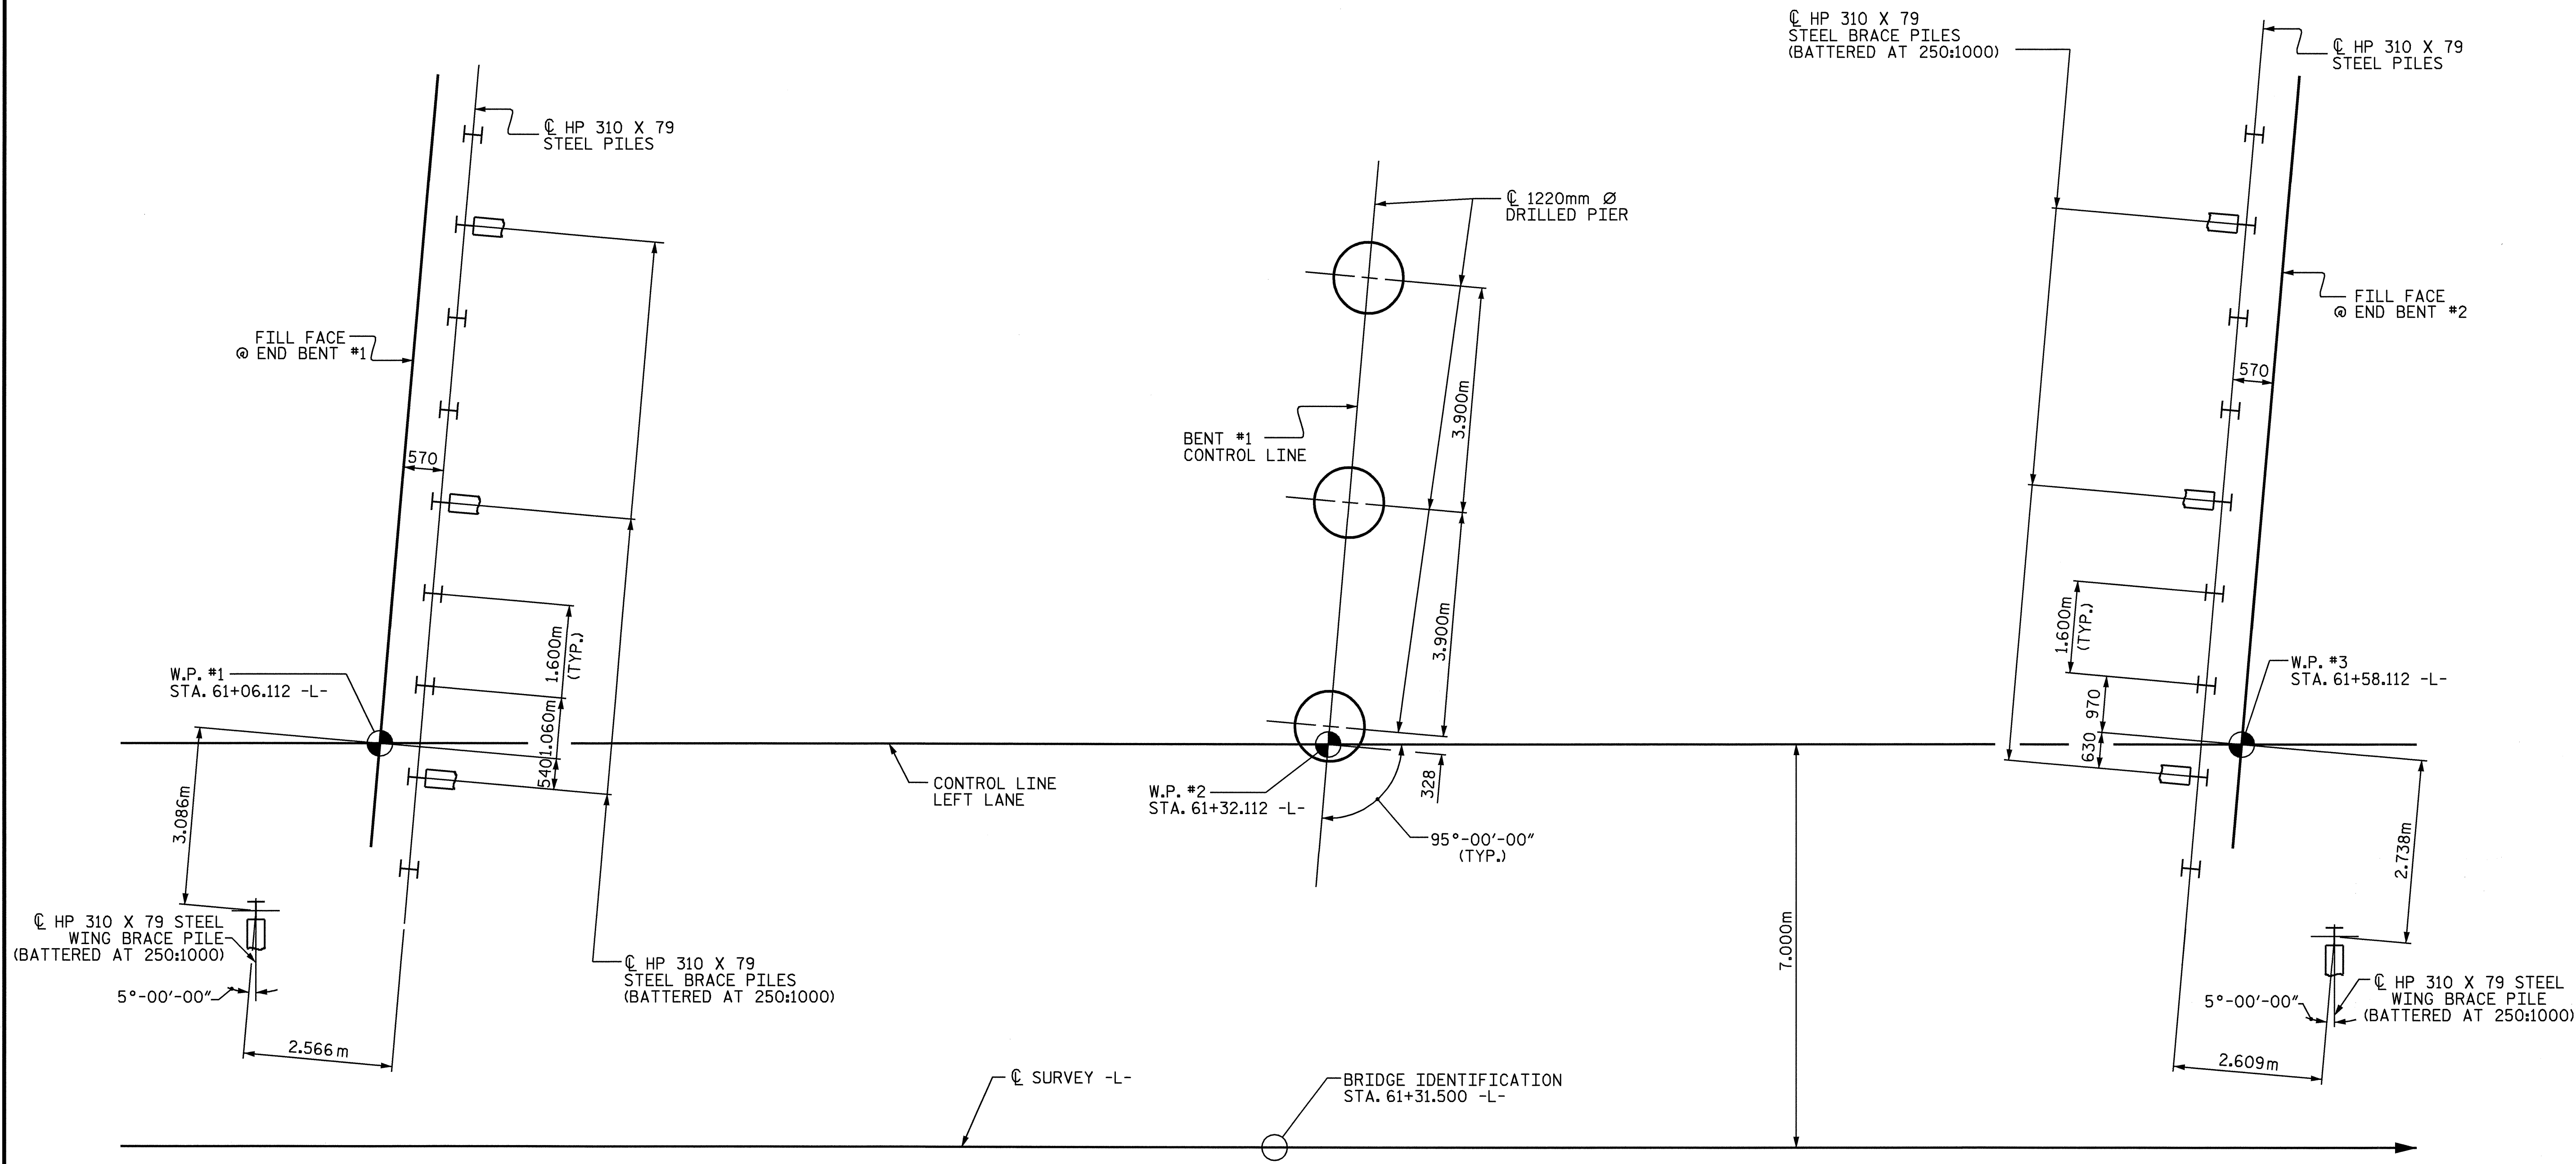 ℄ HP 310 X 79
STEEL BRACE PILES
(BATTERED AT 250:1000)
℄ HP 310 X 79
STEEL PILES
℄ HP 310 X 79
STEEL PILES
℄ 1220mm Ø
DRILLED PIER
FILL FACE
@ END BENT #1
FILL FACE
@ END BENT #2
570
570
3.900m
BENT #1
CONTROL LINE
1.600m
(TYP.)
3.900m
1.600m
(TYP.)
W.P. #1
STA. 61+06.112 -L-
W.P. #3
STA. 61+58.112 -L-
1.060m
540
970
630
CONTROL LINE
LEFT LANE
W.P. #2
STA. 61+32.112 -L-
328
3.086m
95°-00'-00"
(TYP.)
2.738m
℄ HP 310 X 79 STEEL
WING BRACE PILE
(BATTERED AT 250:1000)
5°-00'-00"
℄ HP 310 X 79
STEEL BRACE PILES
(BATTERED AT 250:1000)
7.000m
℄ HP 310 X 79 STEEL
WING BRACE PILE
(BATTERED AT 250:1000)
5°-00'-00"
2.566 m
2.609m
℄ SURVEY -L-
BRIDGE IDENTIFICATION
STA. 61+31.500 -L-